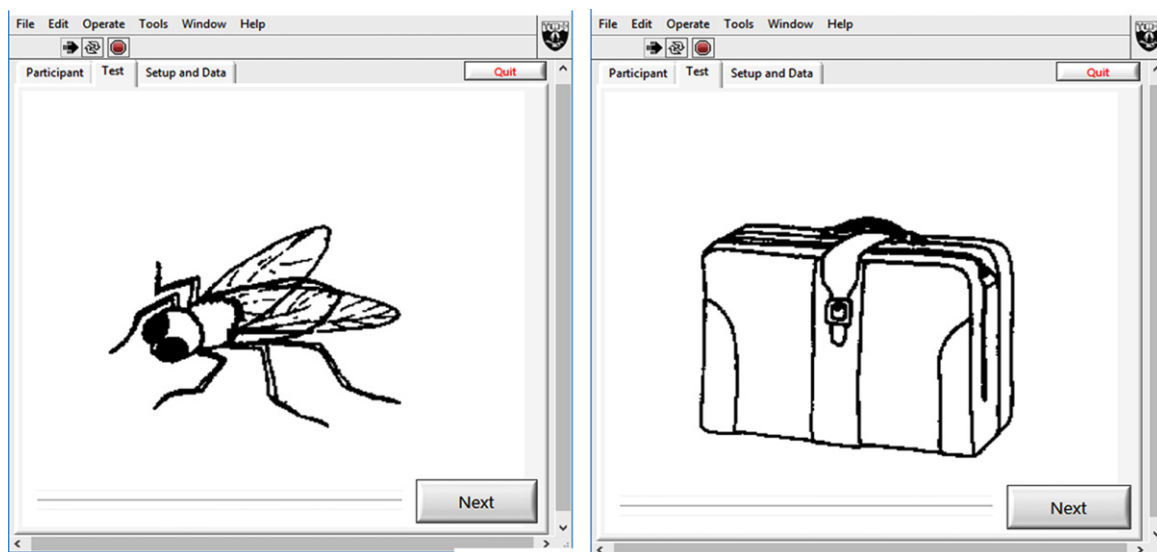 File Edit Operate Tools Window Help
Participant Test Setup and Data Quit
Next
File Edit Operate Tools Window Help
Participant Test Setup and Data Quit
Next